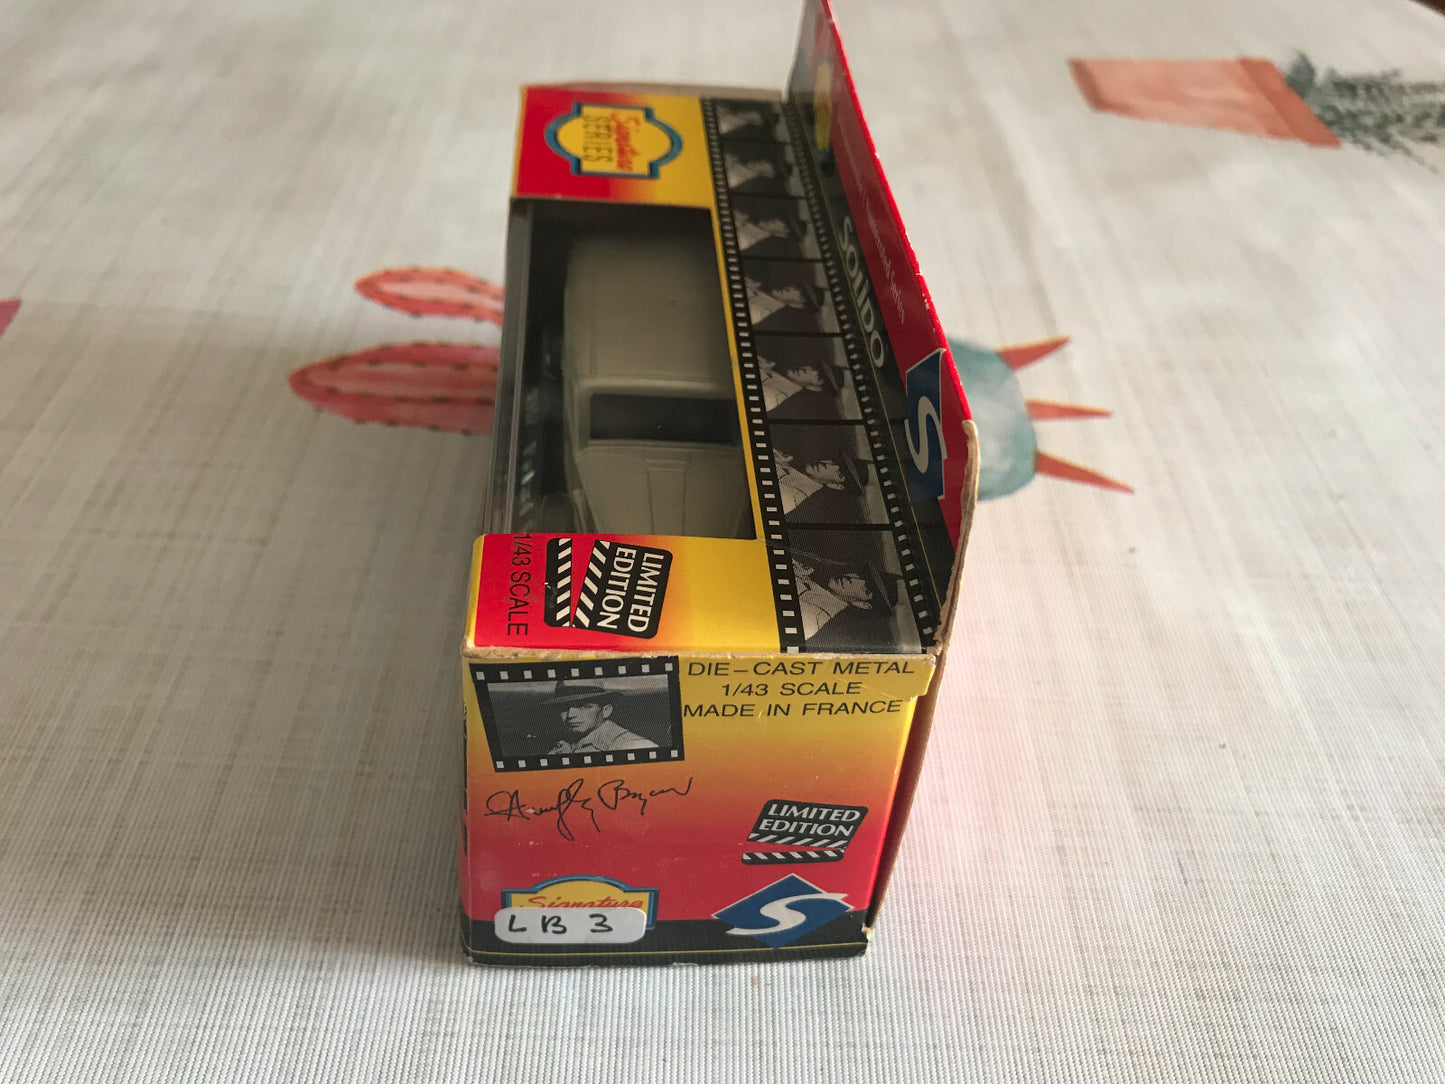 Signature
SERIES
SOLIDO
1/43 SCALE
LIMITED
EDITION
DIE-CAST METAL
1/43 SCALE
MADE IN FRANCE
LIMITED
EDITION
Signature
L B 3